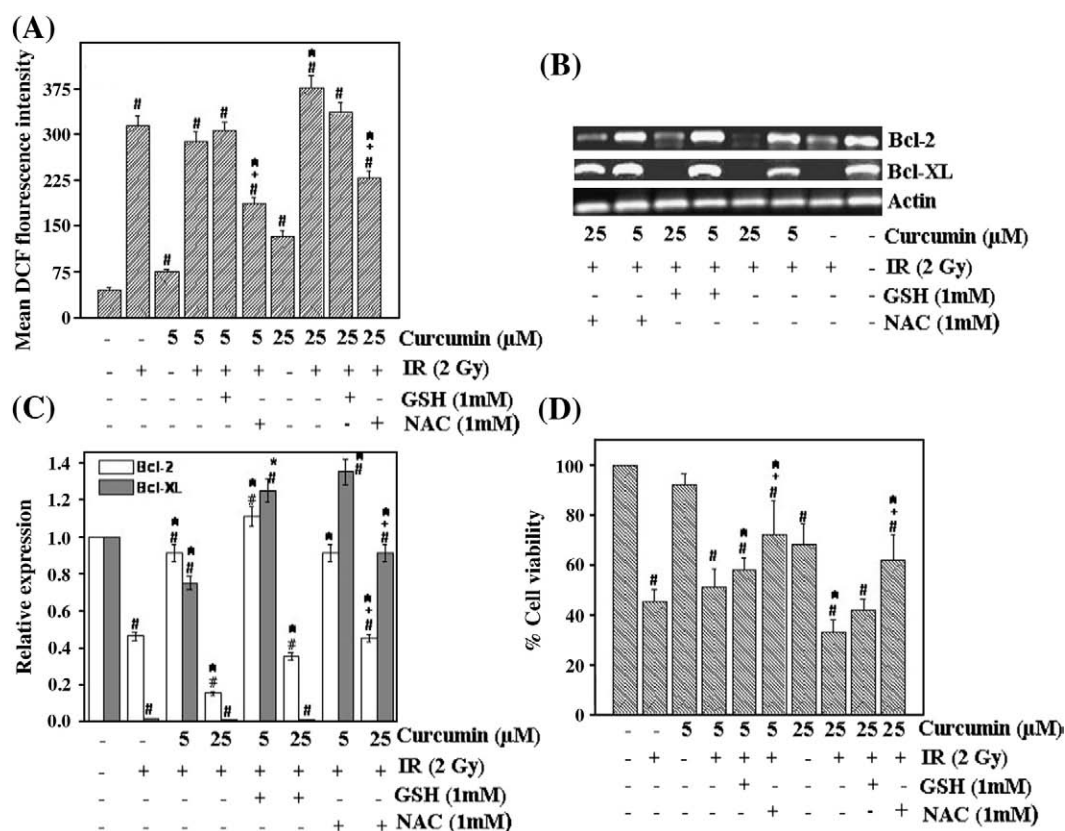 (A)
Mean DCF flourescence intensity
375
300
225
150
75
0
# # # # ⋆ + # # ⋆ # # ⋆ + #
- - 5 5 5 5 25 25 25 25 Curcumin (µM)
- + - + + + - + + + IR (2 Gy)
- - - - + - - - + - GSH (1mM)
- - - - - + - - - + NAC (1mM)
(B)
Bcl-2
Bcl-XL
Actin
25 5 25 5 25 5 - - Curcumin (µM)
+ + + + + + + - IR (2 Gy)
- - + + - - - - GSH (1mM)
+ + - - - - - - NAC (1mM)
(C)
Relative expression
1.4
1.2
1.0
0.8
0.6
0.4
0.2
0.0
Bcl-2
Bcl-XL
- - 5 25 5 25 5 25 Curcumin (µM)
- + + + + + + + IR (2 Gy)
- - - - + + - - GSH (1mM)
- - - - - - + + NAC (1mM)
(D)
% Cell viability
100
80
60
40
20
0
- - 5 5 5 5 25 25 25 25 Curcumin (µM)
- + - + + + - + + + IR (2 Gy)
- - - - + - - - + - GSH (1mM)
- - - - - + - - - + NAC (1mM)